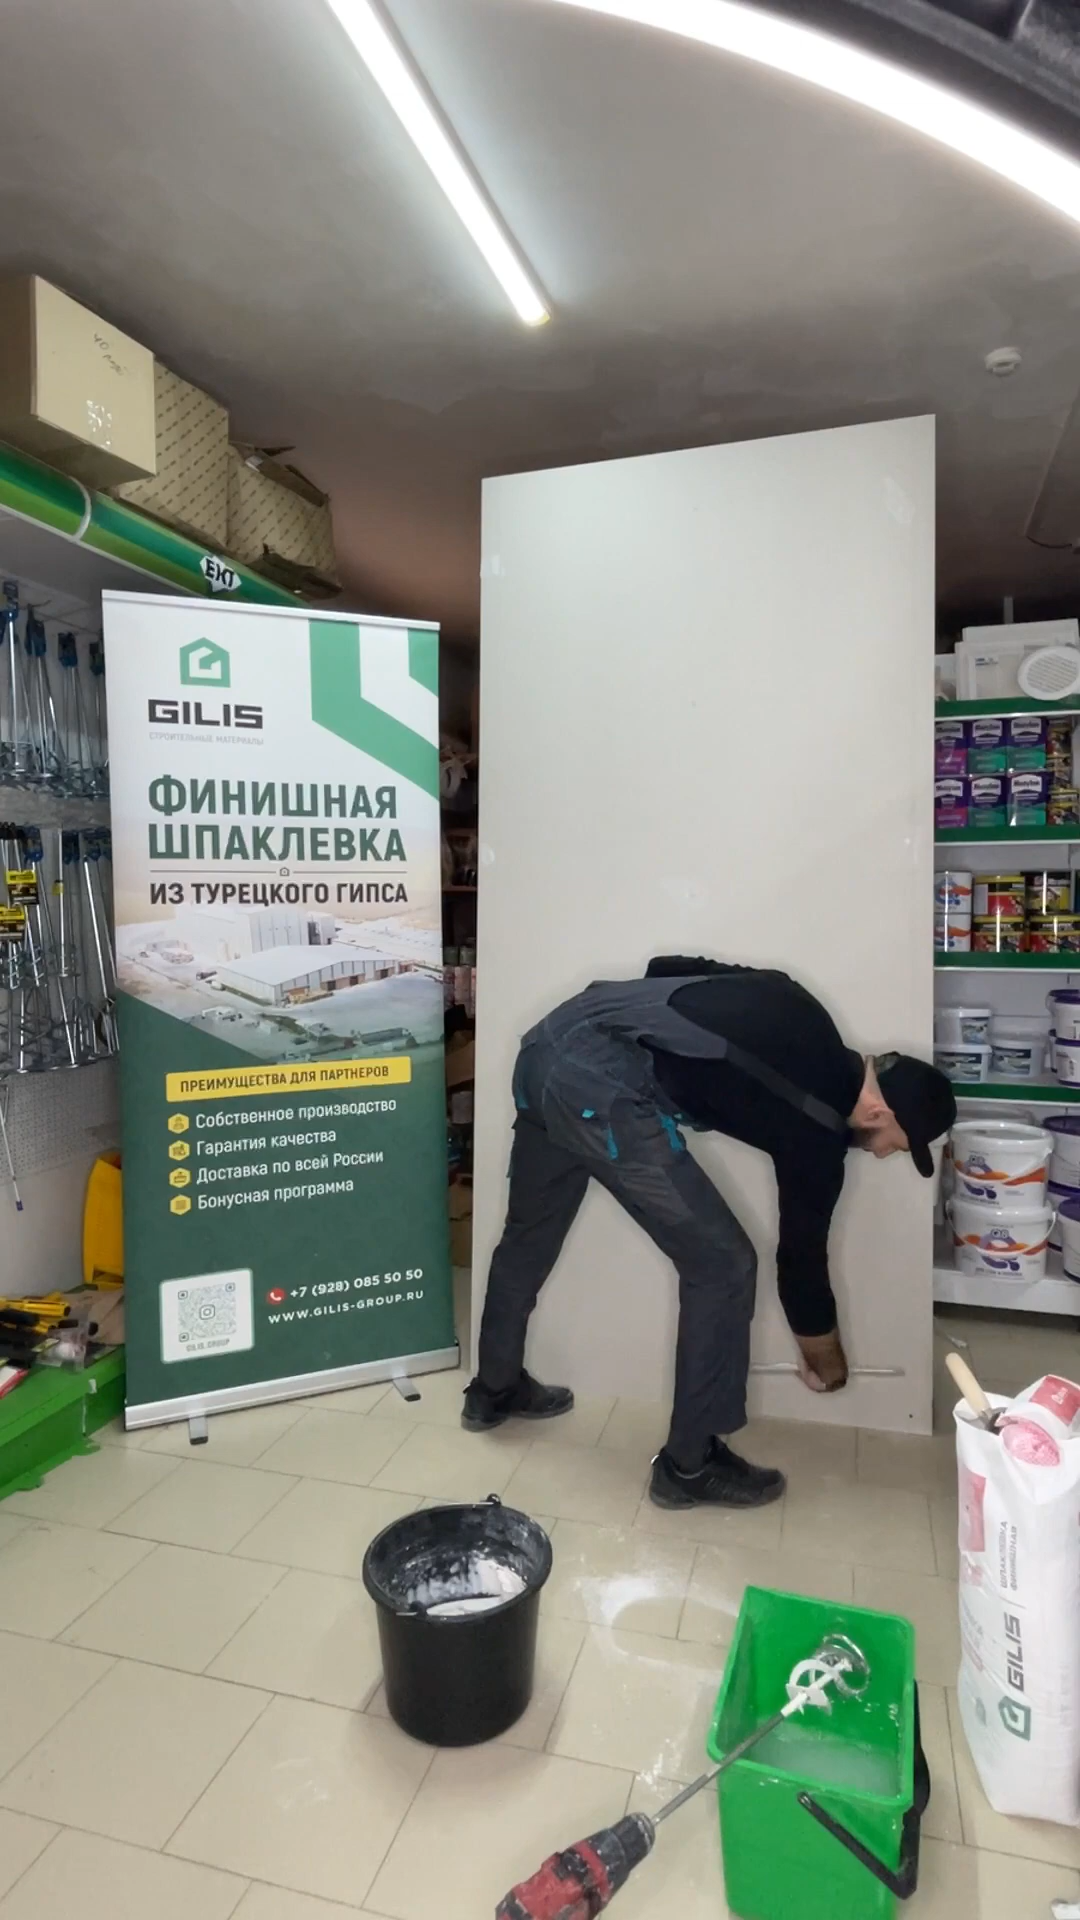 ЕКТ
GILIS
СТРОИТЕЛЬНЫЕ МАТЕРИАЛЫ
ФИНИШНАЯ
ШПАКЛЕВКА
ИЗ ТУРЕЦКОГО ГИПСА
ПРЕИМУЩЕСТВА ДЛЯ ПАРТНЕРОВ
Собственное производство
Гарантия качества
Доставка по всей России
Бонусная программа
+7 (928) 085 50 50
WWW.GILIS-GROUP.RU
GILIS.GROUP
ШПАКЛЕВКА
ФИНИШНАЯ
GILIS